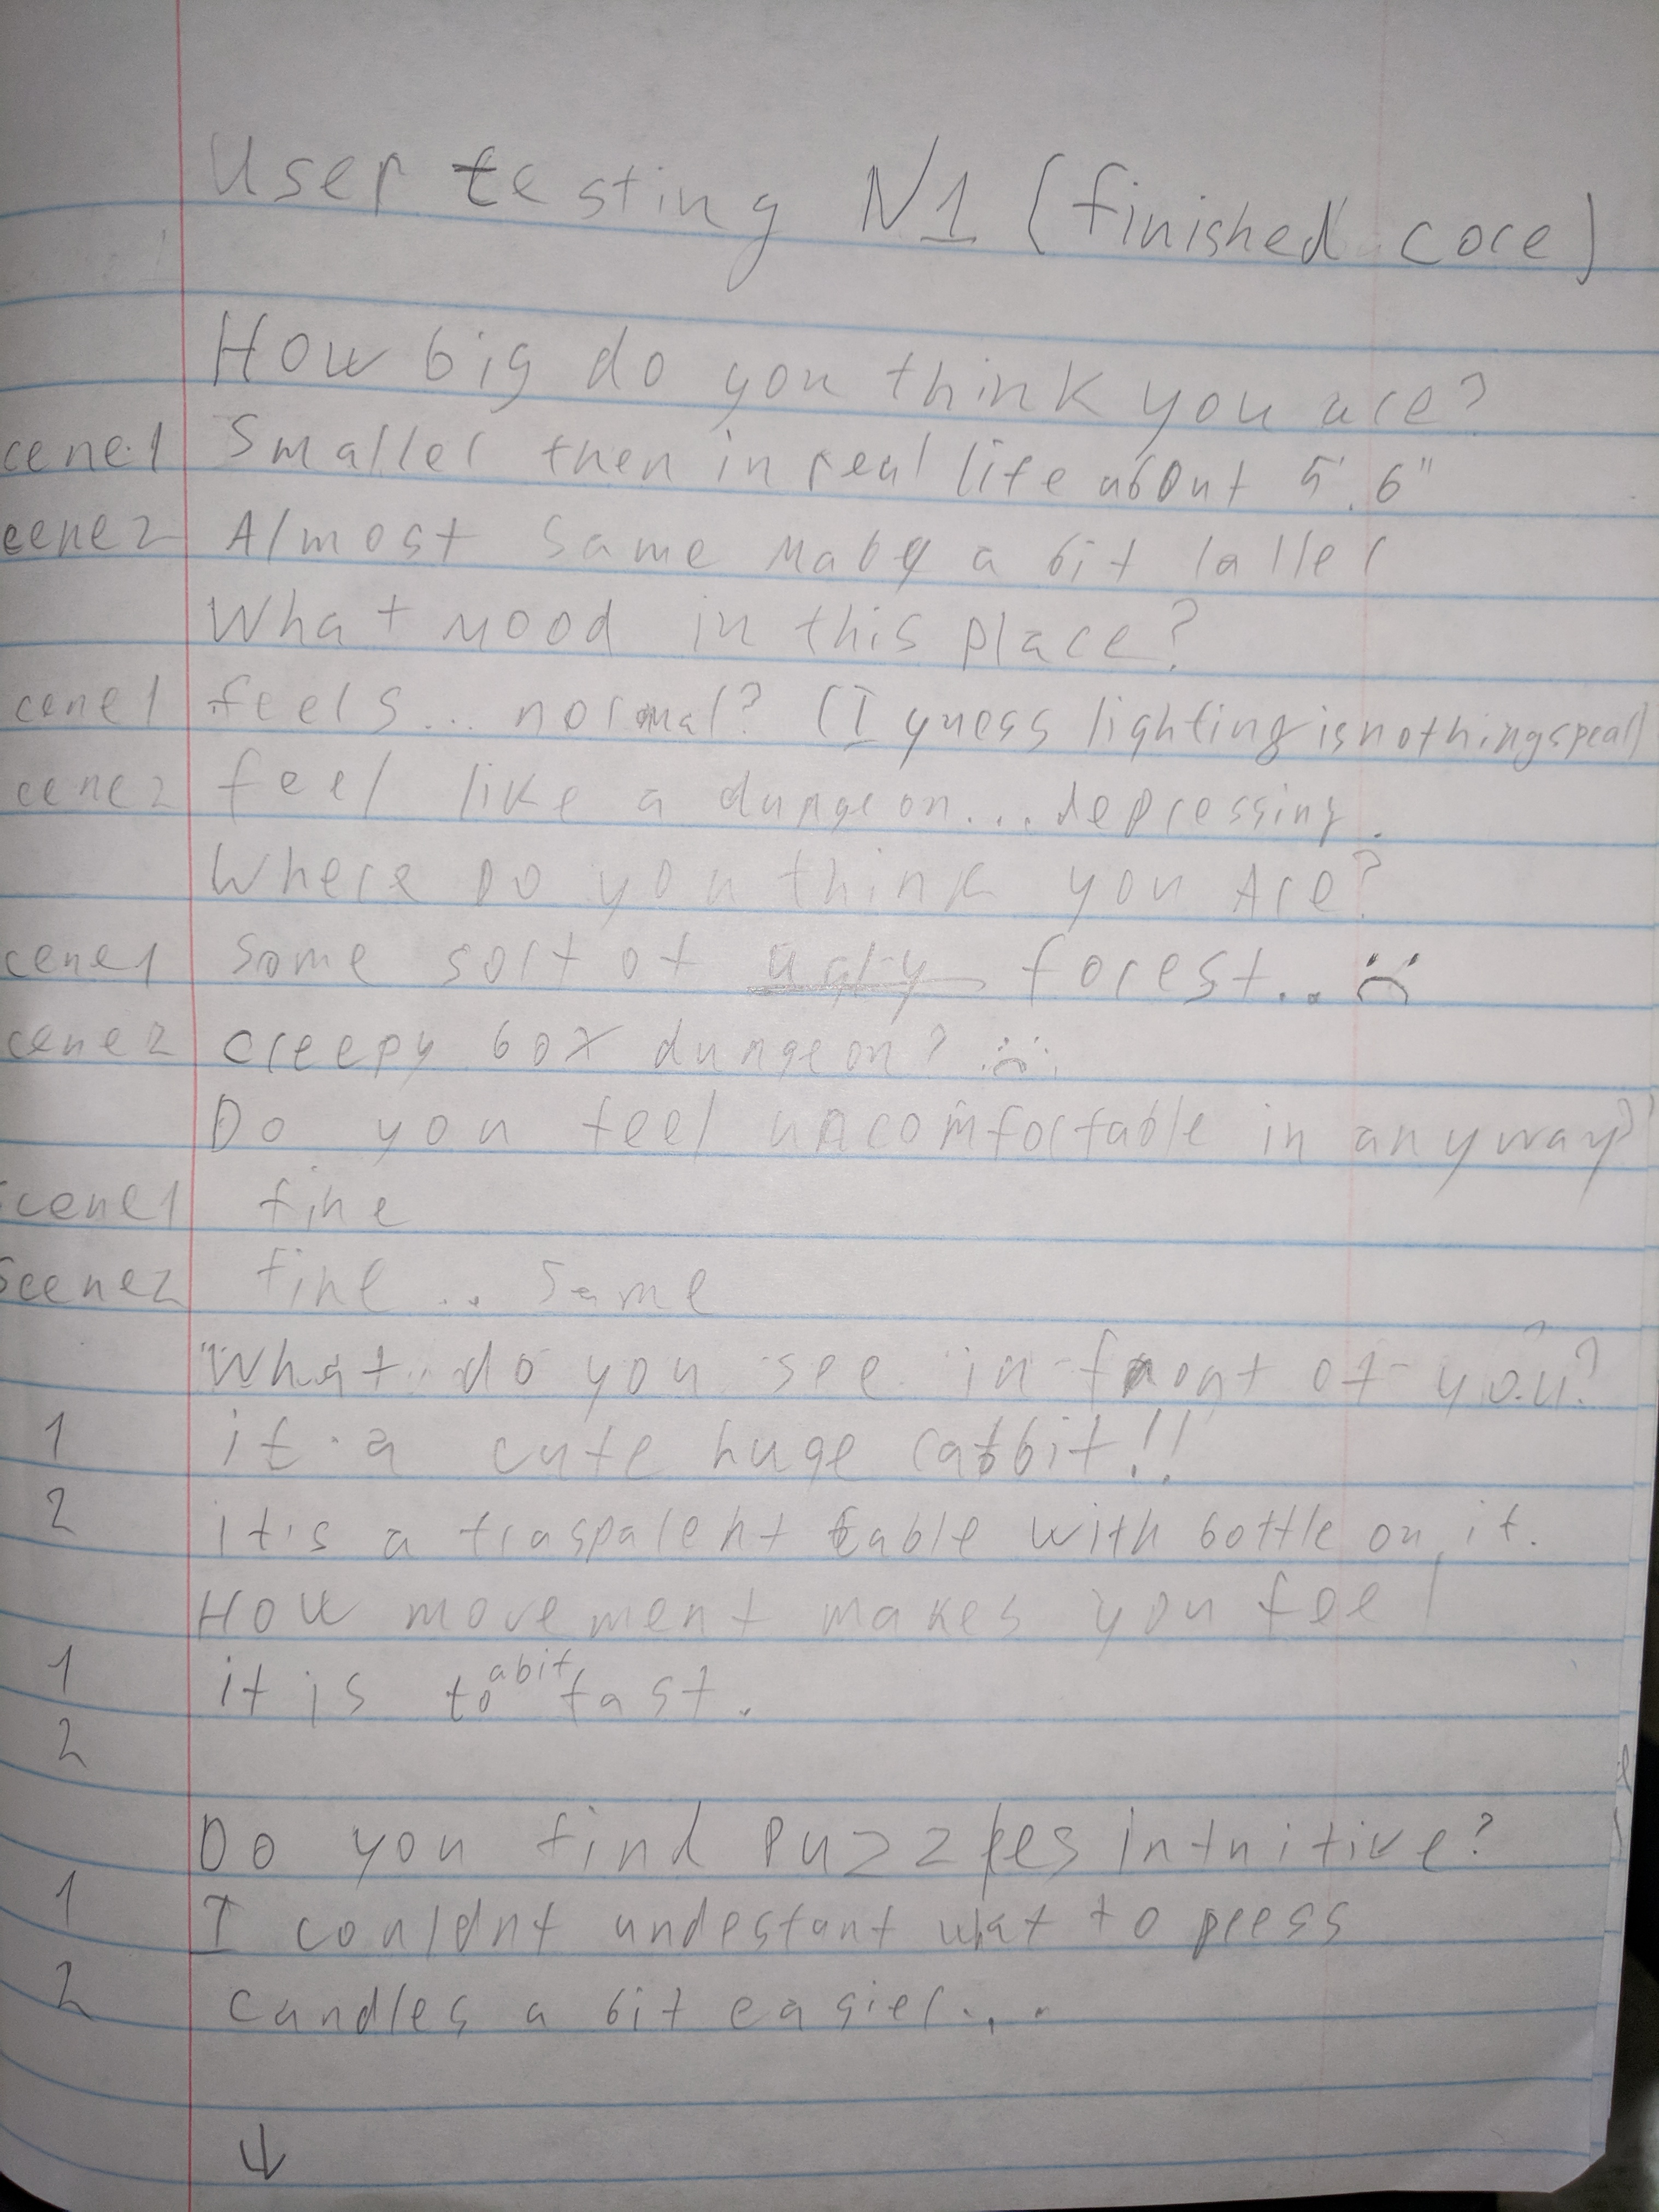 User testing N1 (finished core)
How big do you think you are?
cene1 Smaller then in real life about 5'.6"
cene2 Almost same Maby a bit taller
What mood in this place?
cene1 feels... normal? (I guess lighting is nothing speal)
cene2 feel like a dungeon... depressing.
Where Do you think you Are?
cene1 some sort of ugly forest...
cene2 creepy box dungeon?
Do you feel uncomfortable in anyway?
scene1 fine
Scene2 fine .. same
What do you see in front of you?
1 it a cute huge rabbit!!
2 it's a trasparent table with bottle on it.
How movement makes you feel
1 it is to a bit fast.
2
Do you find Puzzles intuitive?
1 I couldnt undestant what to press
2 candles a bit easier...
↓